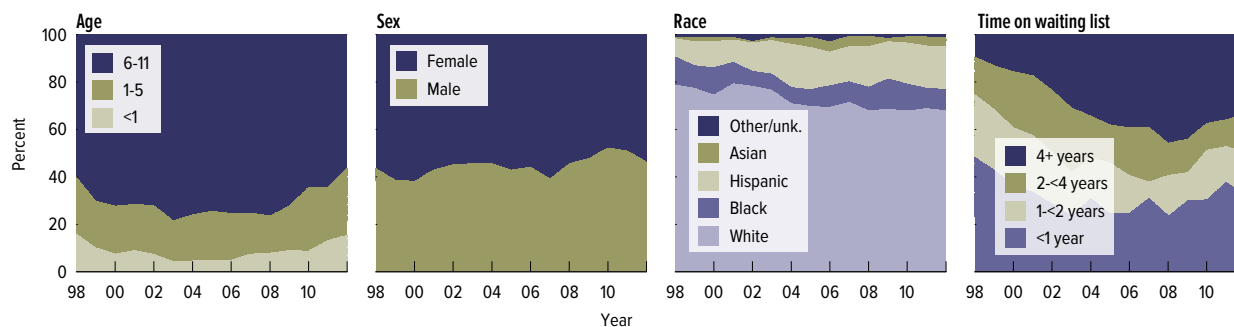 Age
Sex
Race
Time on waiting list
Percent
100
80
60
40
20
0
6-11
1-5
<1
98 00 02 04 06 08 10
Female
Male
98 00 02 04 06 08 10
Other/unk.
Asian
Hispanic
Black
White
98 00 02 04 06 08 10
4+ years
2-<4 years
1-<2 years
<1 year
98 00 02 04 06 08 10
Year